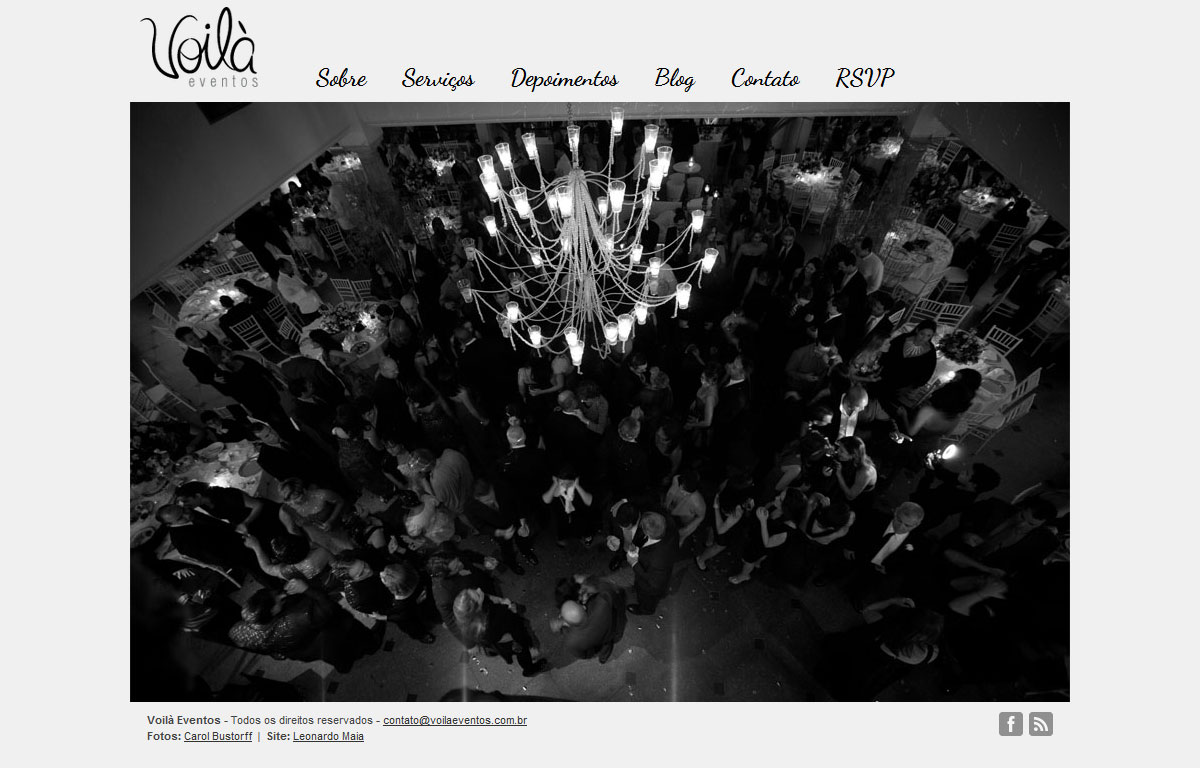 Voilà
eventos
Sobre Serviços Depoimentos Blog Contato RSVP
Voilà Eventos - Todos os direitos reservados - contato@voilaeventos.com.br
Fotos: Carol Bustorff | Site: Leonardo Maia